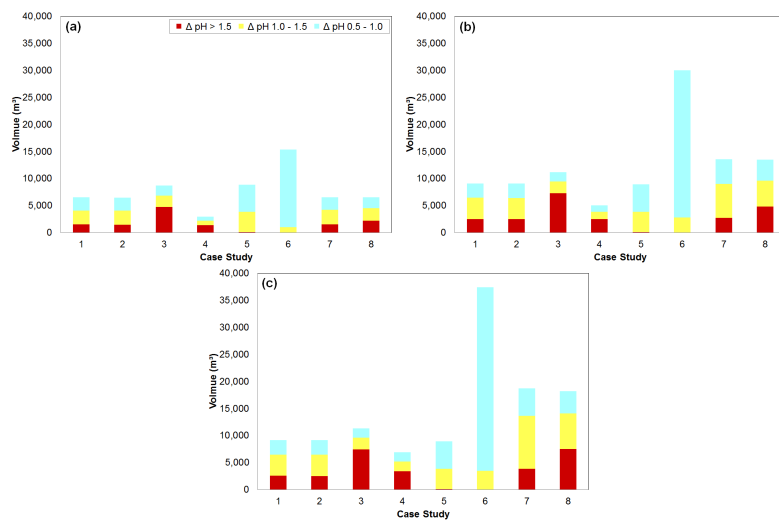 (a)
Δ pH > 1.5 Δ pH 1.0 - 1.5 Δ pH 0.5 - 1.0
40,000
35,000
30,000
25,000
20,000
15,000
10,000
5,000
0
Volmue (m³)
1 2 3 4 5 6 7 8
Case Study
(b)
40,000
35,000
30,000
25,000
20,000
15,000
10,000
5,000
0
Volmue (m³)
1 2 3 4 5 6 7 8
Case Study
(c)
40,000
35,000
30,000
25,000
20,000
15,000
10,000
5,000
0
Volmue (m³)
1 2 3 4 5 6 7 8
Case Study